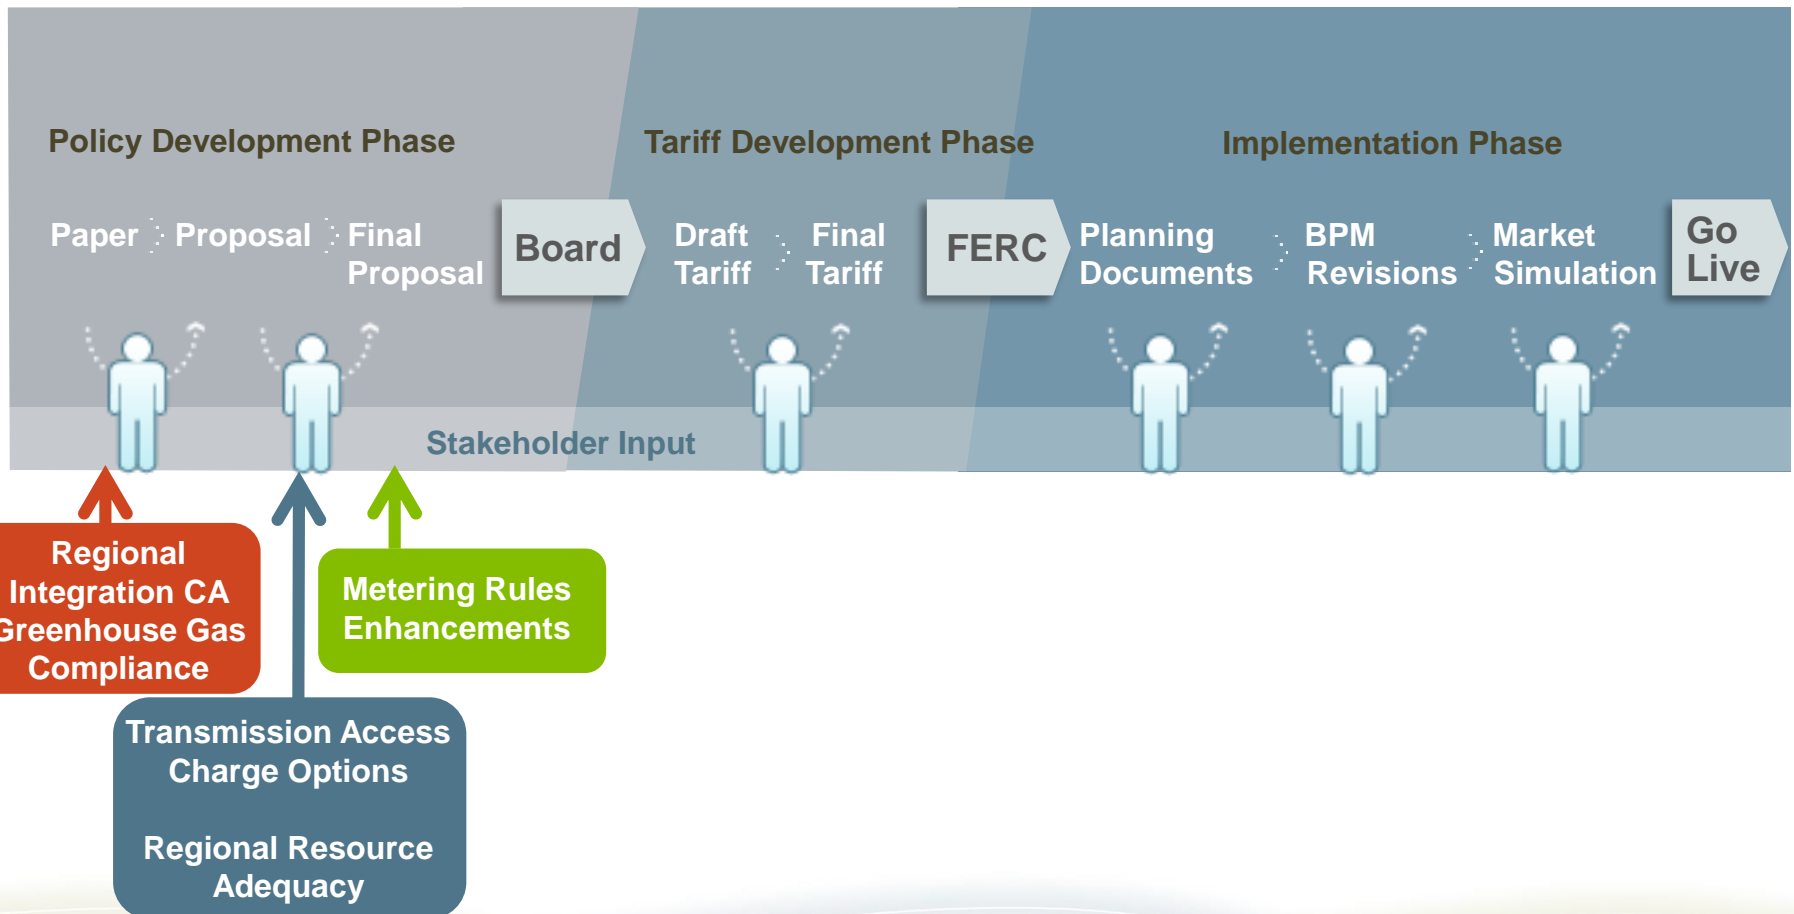 Policy Development Phase
Tariff Development Phase
Implementation Phase
Paper
Proposal
Final
Proposal
Board
Draft
Tariff
Final
Tariff
FERC
Planning
Documents
BPM
Revisions
Market
Simulation
Go
Live
Stakeholder Input
Regional
Integration CA
Greenhouse Gas
Compliance
Metering Rules
Enhancements
Transmission Access
Charge Options
Regional Resource
Adequacy